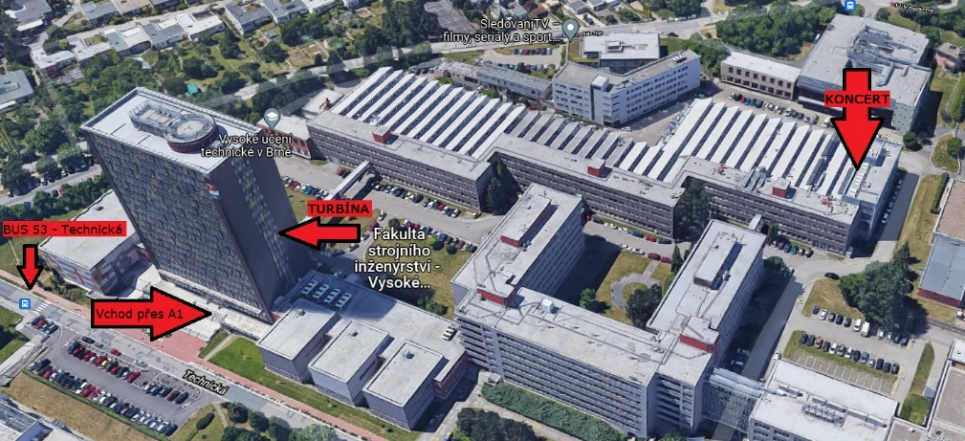 SledovaniTV –
filmy, seriály a sport...
KONCERT
Vysoké učení
technické v Brně
TURBÍNA
BUS 53 - Technická
Fakulta
strojního
inženýrství -
Vysoké...
Vchod přes A1
Technická